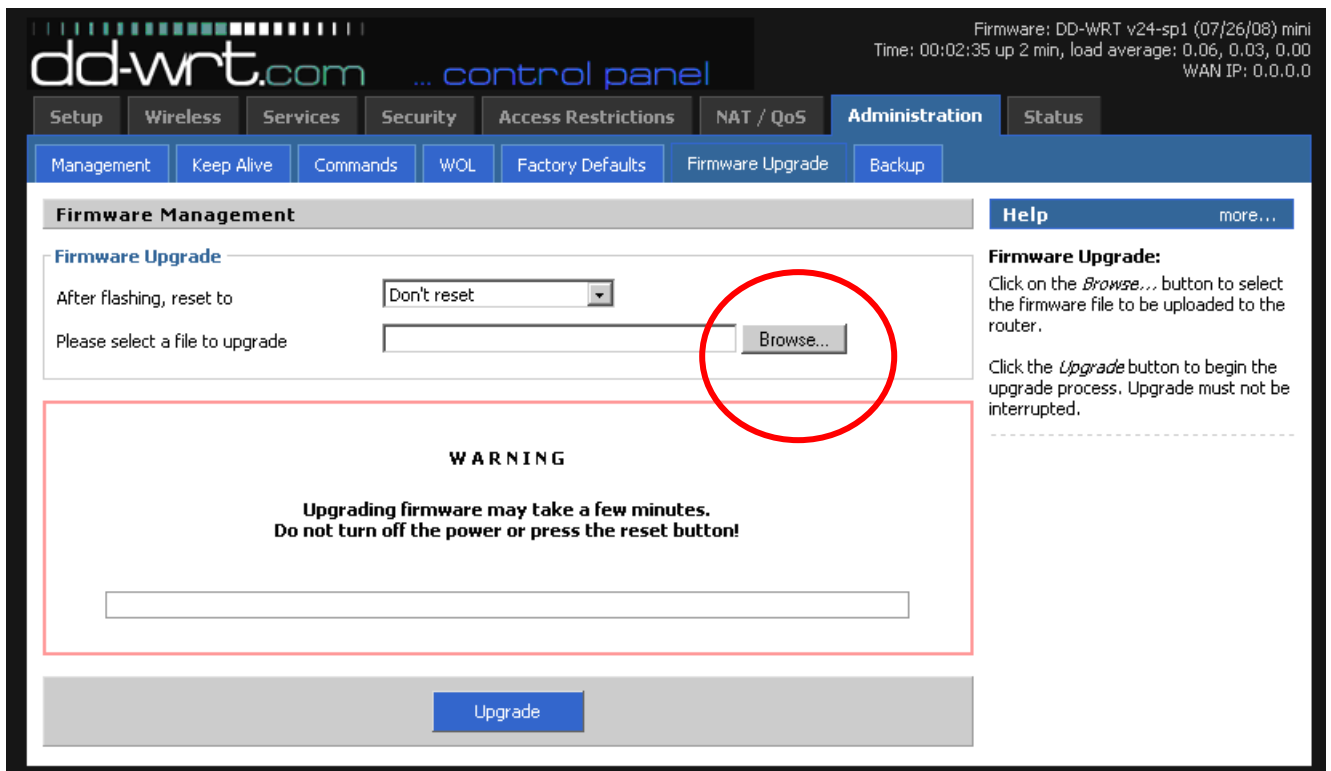 dd-wrt.com ... control panel
Firmware: DD-WRT v24-sp1 (07/26/08) mini
Time: 00:02:35 up 2 min, load average: 0.06, 0.03, 0.00
WAN IP: 0.0.0.0
Setup Wireless Services Security Access Restrictions NAT / QoS Administration Status
Management Keep Alive Commands WOL Factory Defaults Firmware Upgrade Backup
Firmware Management
Firmware Upgrade
After flashing, reset to Don't reset
Please select a file to upgrade Browse...
WARNING
Upgrading firmware may take a few minutes.
Do not turn off the power or press the reset button!
Upgrade
Help more...
Firmware Upgrade:
Click on the Browse... button to select
the firmware file to be uploaded to the
router.
Click the Upgrade button to begin the
upgrade process. Upgrade must not be
interrupted.